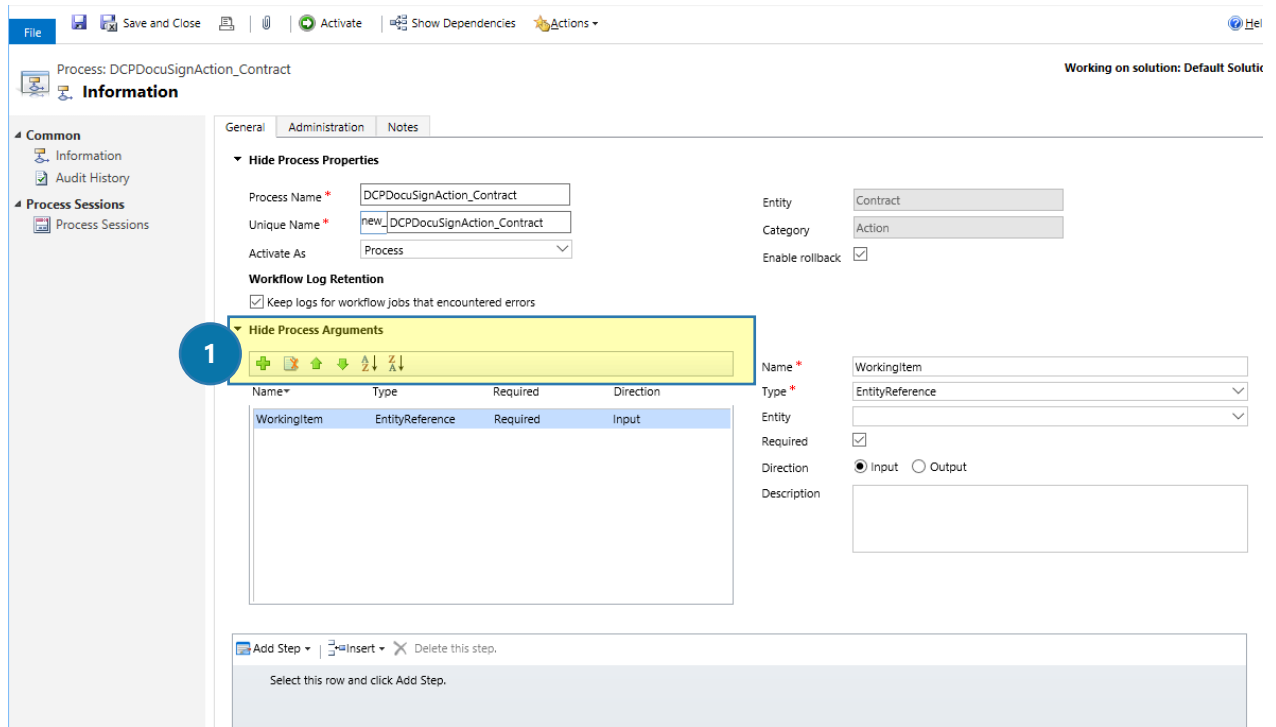 File Save and Close Activate Show Dependencies Actions Hel
Process: DCPDocuSignAction_Contract
Working on solution: Default Solutio
Information
Common
Information
Audit History
Process Sessions
Process Sessions
General Administration Notes
Hide Process Properties
Process Name * DCPDocuSignAction_Contract
Unique Name * new_ DCPDocuSignAction_Contract
Activate As Process
Entity Contract
Category Action
Enable rollback
Workflow Log Retention
Keep logs for workflow jobs that encountered errors
1
Hide Process Arguments
A Z Z A
Name Type Required Direction
WorkingItem EntityReference Required Input
Name * WorkingItem
Type * EntityReference
Entity
Required
Direction Input Output
Description
Add Step Insert Delete this step.
Select this row and click Add Step.